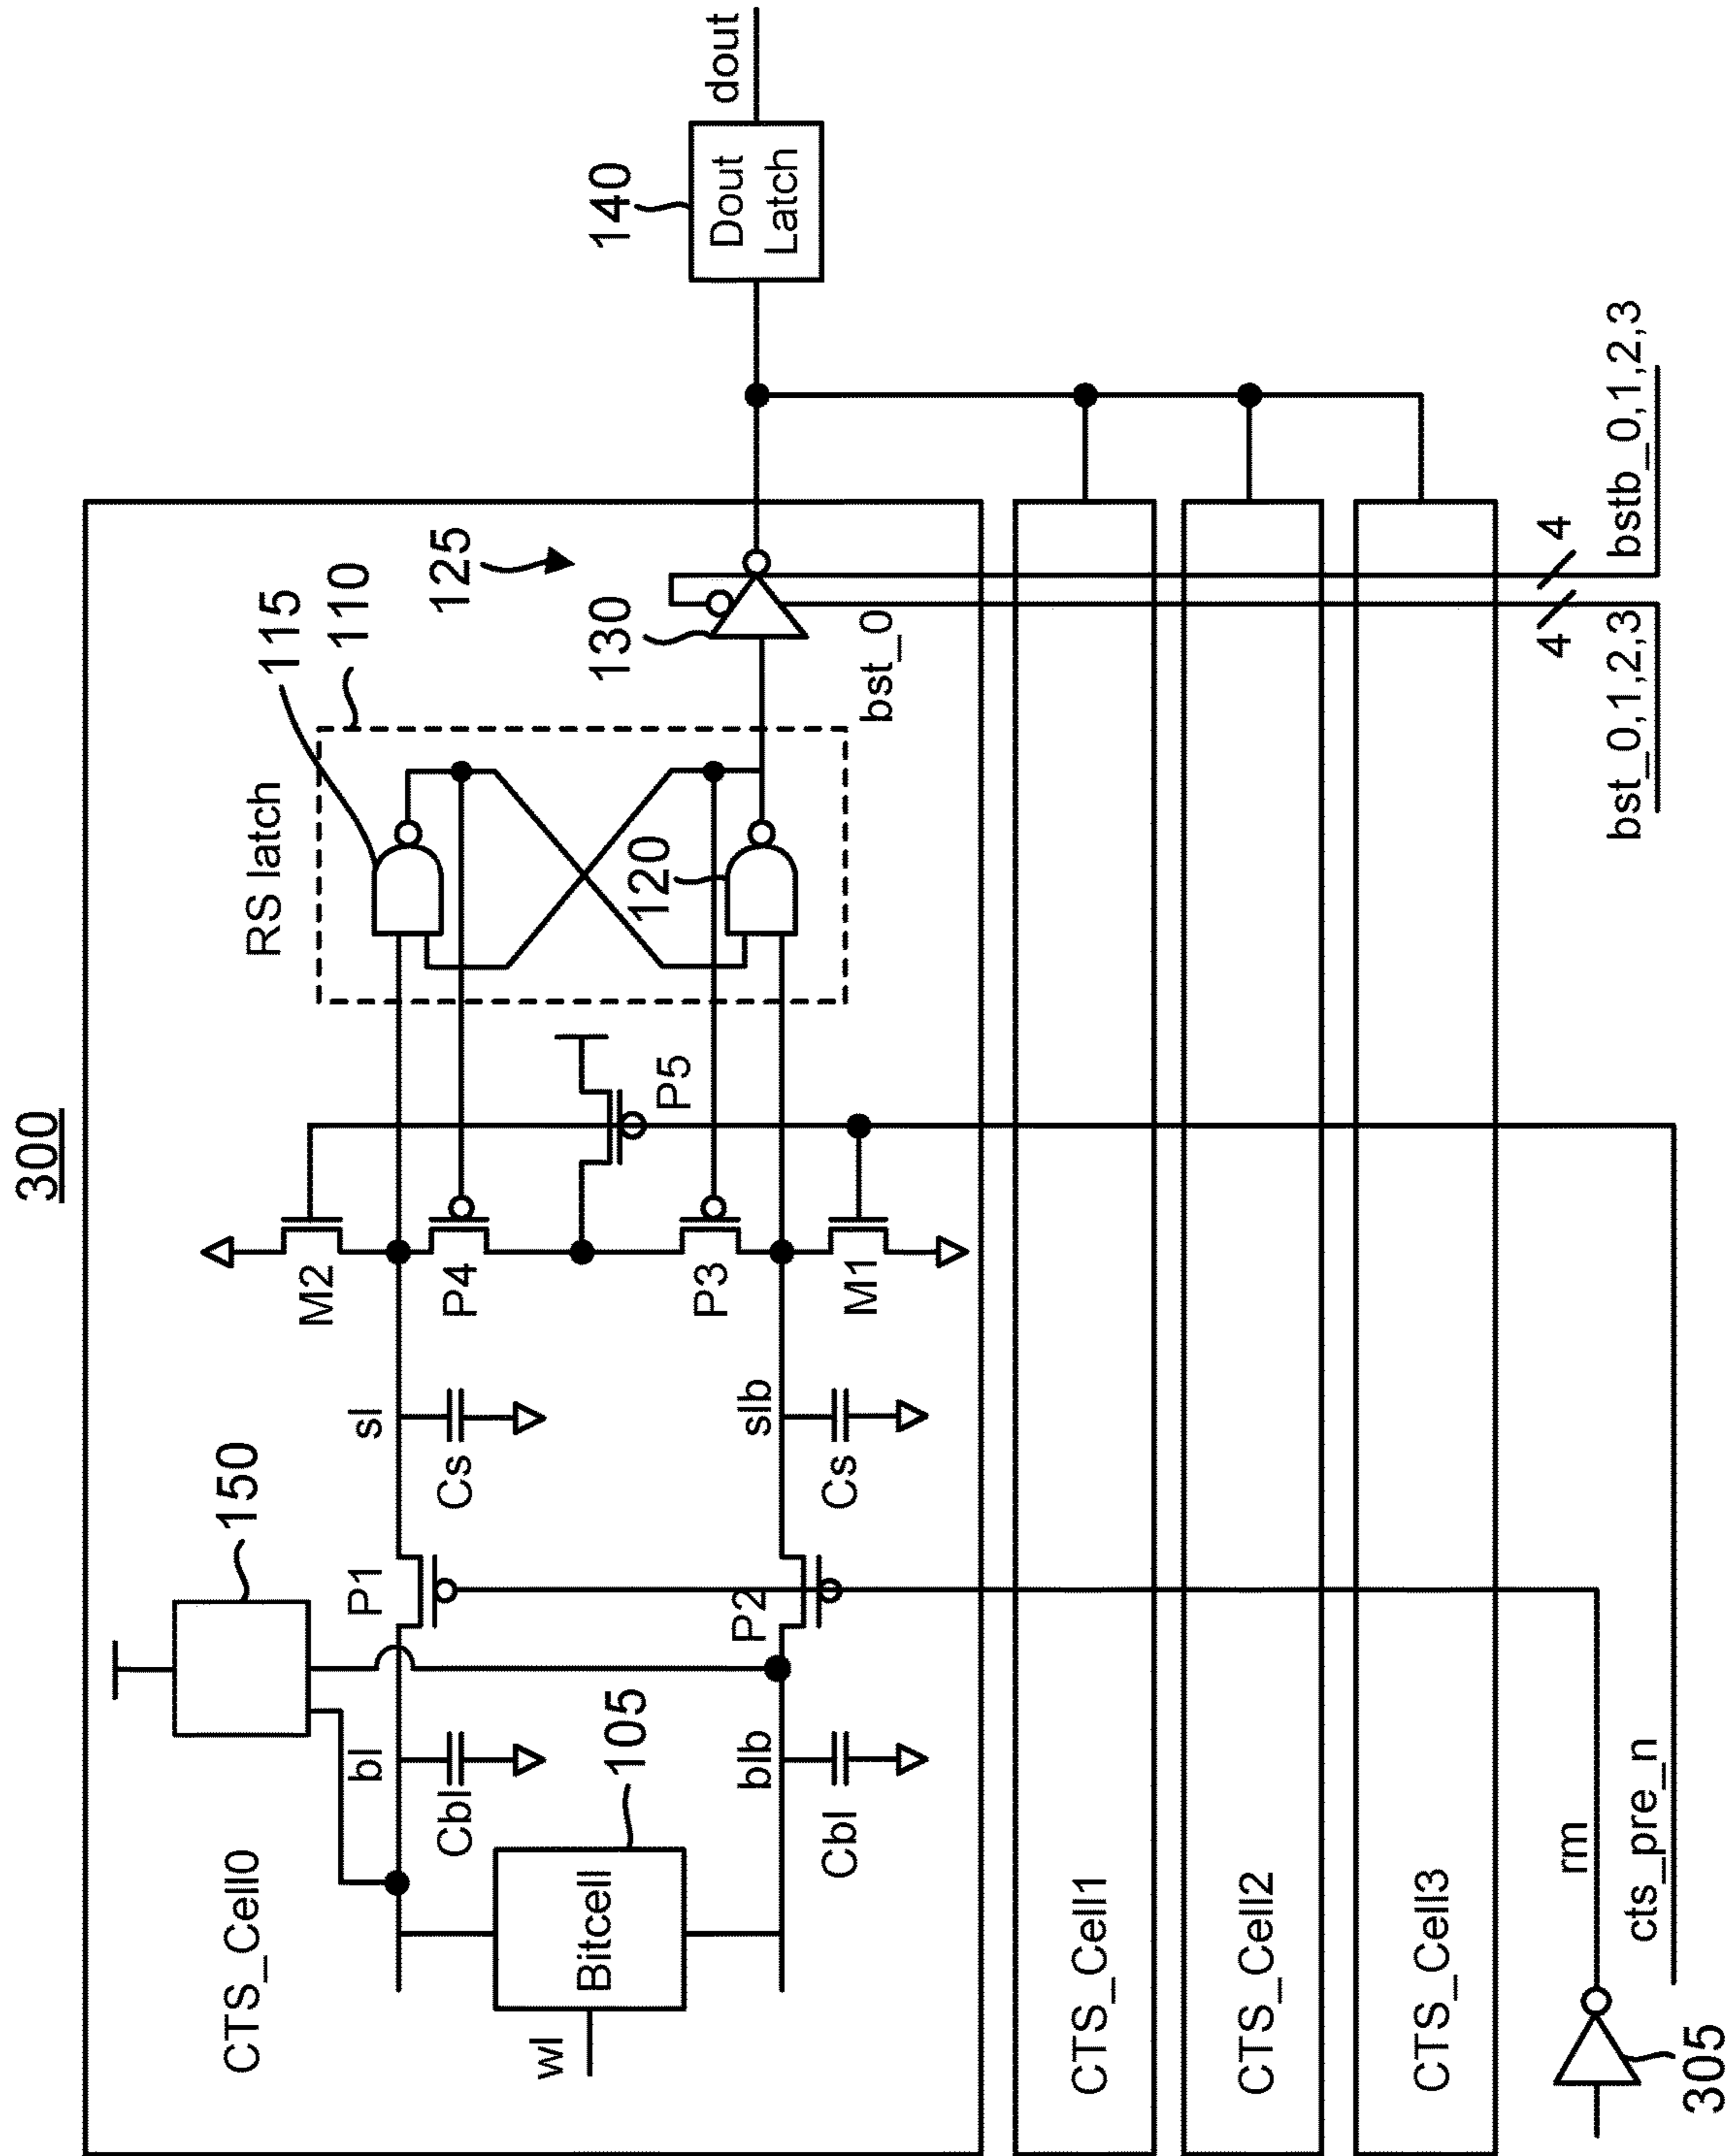 300
CTS_Cell0
150
bl
P1
sl
M2
RS latch
115
110
Cbl
Cs
P4
wl
Bitcell
105
P5
125
130
140
Dout
Latch
dout
P3
120
blb
P2
slb
Cbl
Cs
M1
bst_0
CTS_Cell1
CTS_Cell2
CTS_Cell3
4
4
rm
bst_0,1,2,3
bstb_0,1,2,3
cts_pre_n
305